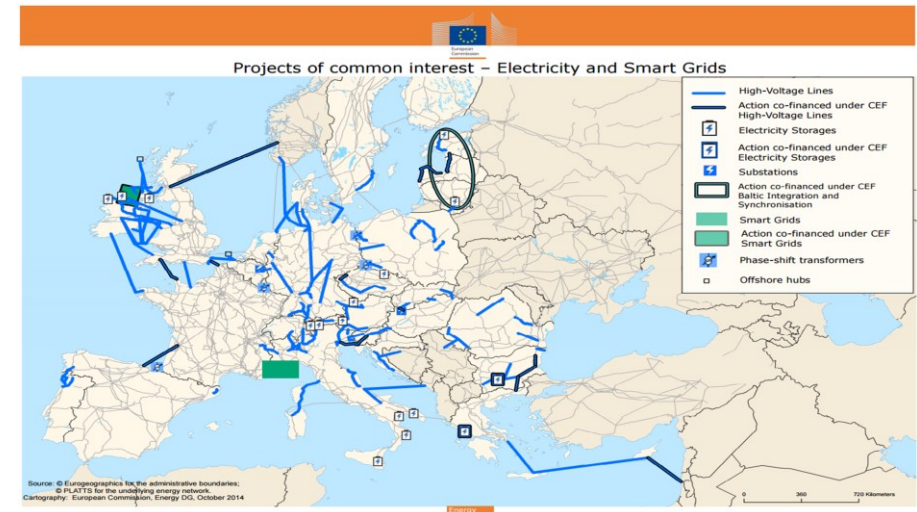 European
Commission
Projects of common interest – Electricity and Smart Grids
High-Voltage Lines
Action co-financed under CEF
High-Voltage Lines
Electricity Storages
Action co-financed under CEF
Electricity Storages
Substations
Action co-financed under CEF
Baltic Integration and
Synchronisation
Smart Grids
Action co-financed under CEF
Smart Grids
Phase-shift transformers
Offshore hubs
Source: © Eurogeographics for the administrative boundaries;
© PLATTS for the underlying energy network.
Cartography: European Commission, Energy DG, October 2014
0 360 720 Kilometers
Energy